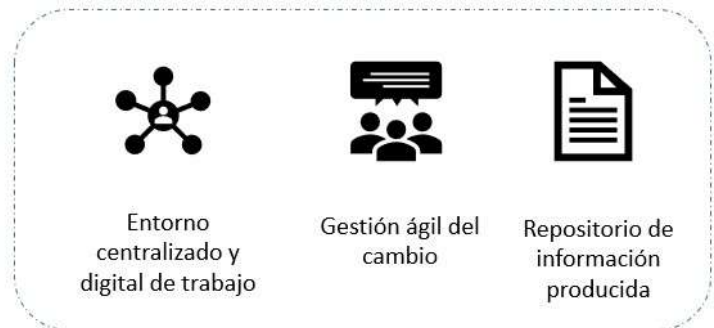 Entorno
centralizado y
digital de trabajo
Gestión ágil del
cambio
Repositorio de
información
producida